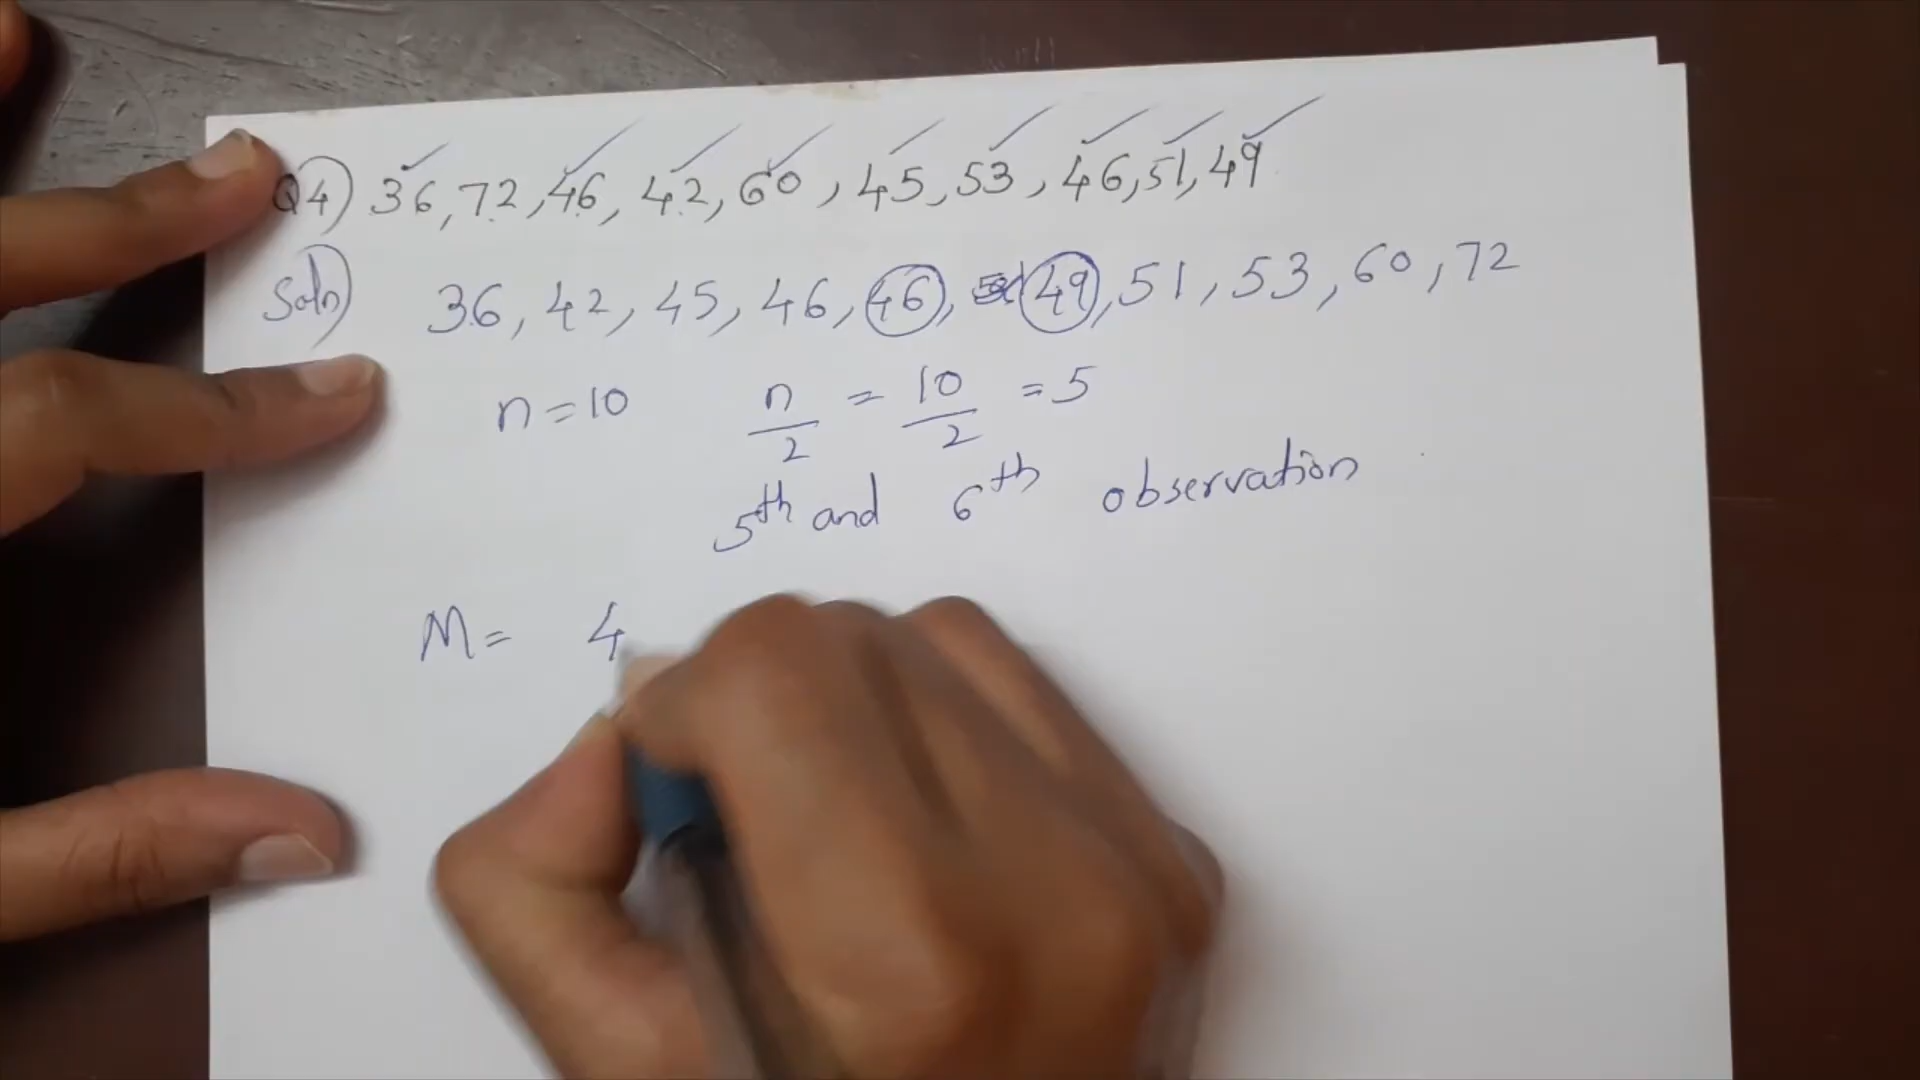 Q4) 36, 72, 46, 42, 60, 45, 53, 46, 51, 49
Soln) 36, 42, 45, 46, 46, 49, 51, 53, 60, 72
n=10 n/2 = 10/2 = 5
5th and 6th observation
M= 4